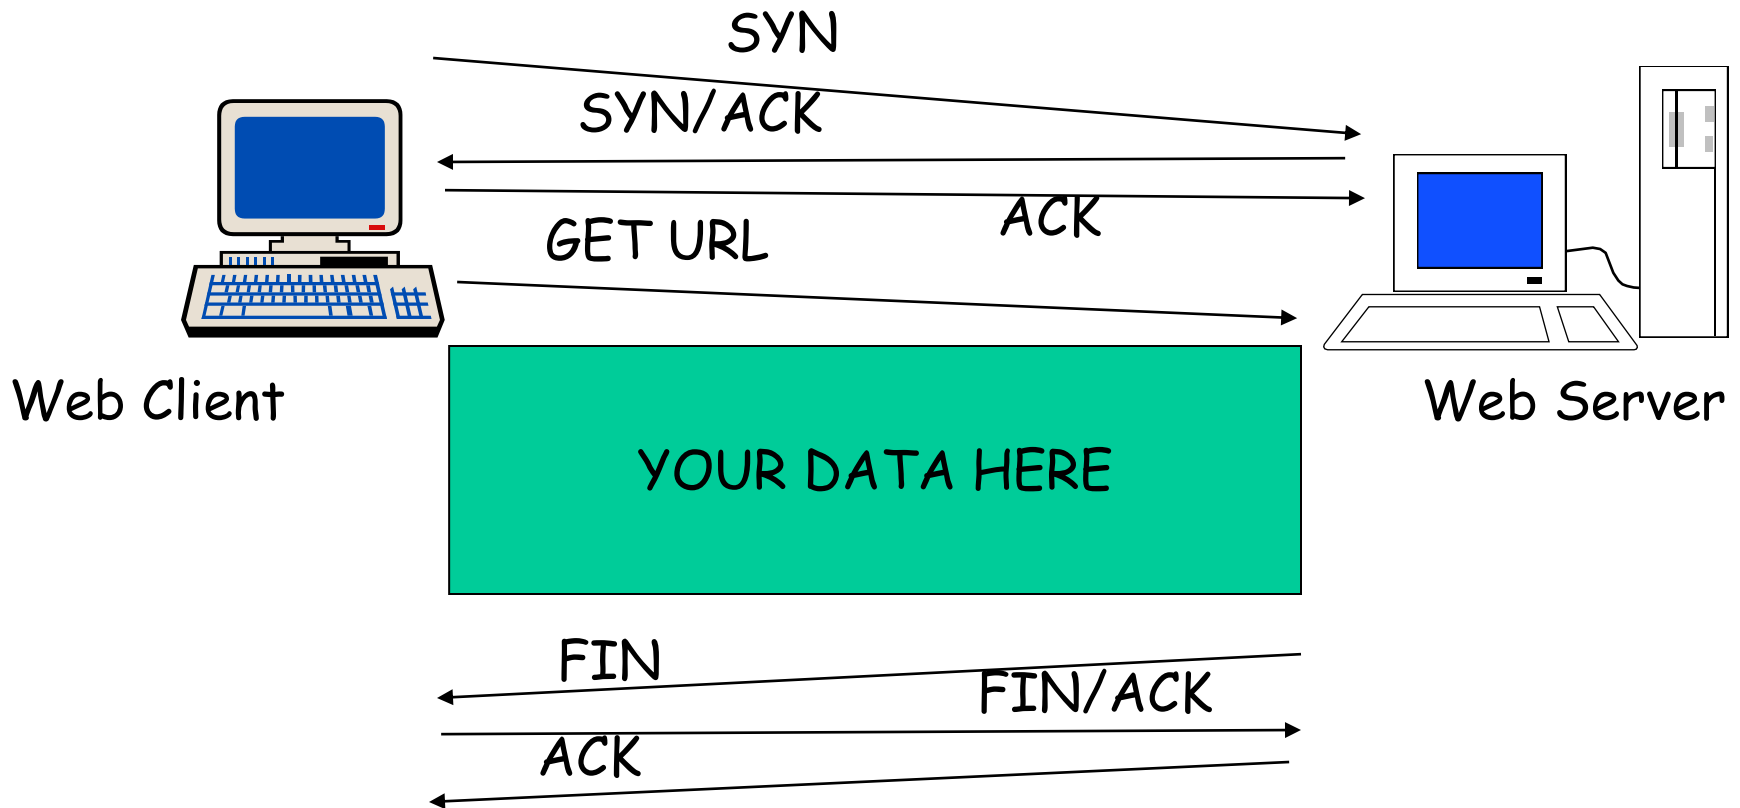 SYN
SYN/ACK
ACK
GET URL
Web Client
Web Server
YOUR DATA HERE
FIN
FIN/ACK
ACK